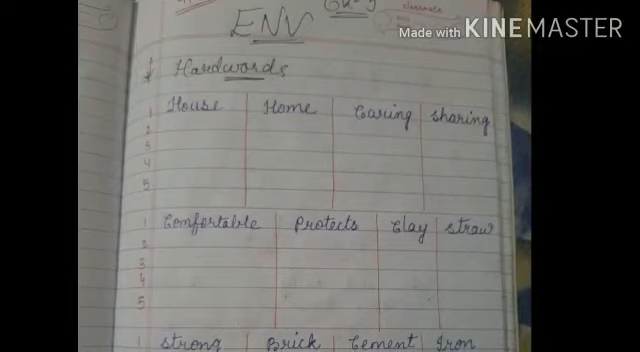 classmate
Made with KINEMASTER
ENV
# Hardwords
1 House Home Caring sharing
2
3
4
5
1 Comfortable Protects Clay straw
2
3
4
5
1 strong Brick Cement Iron